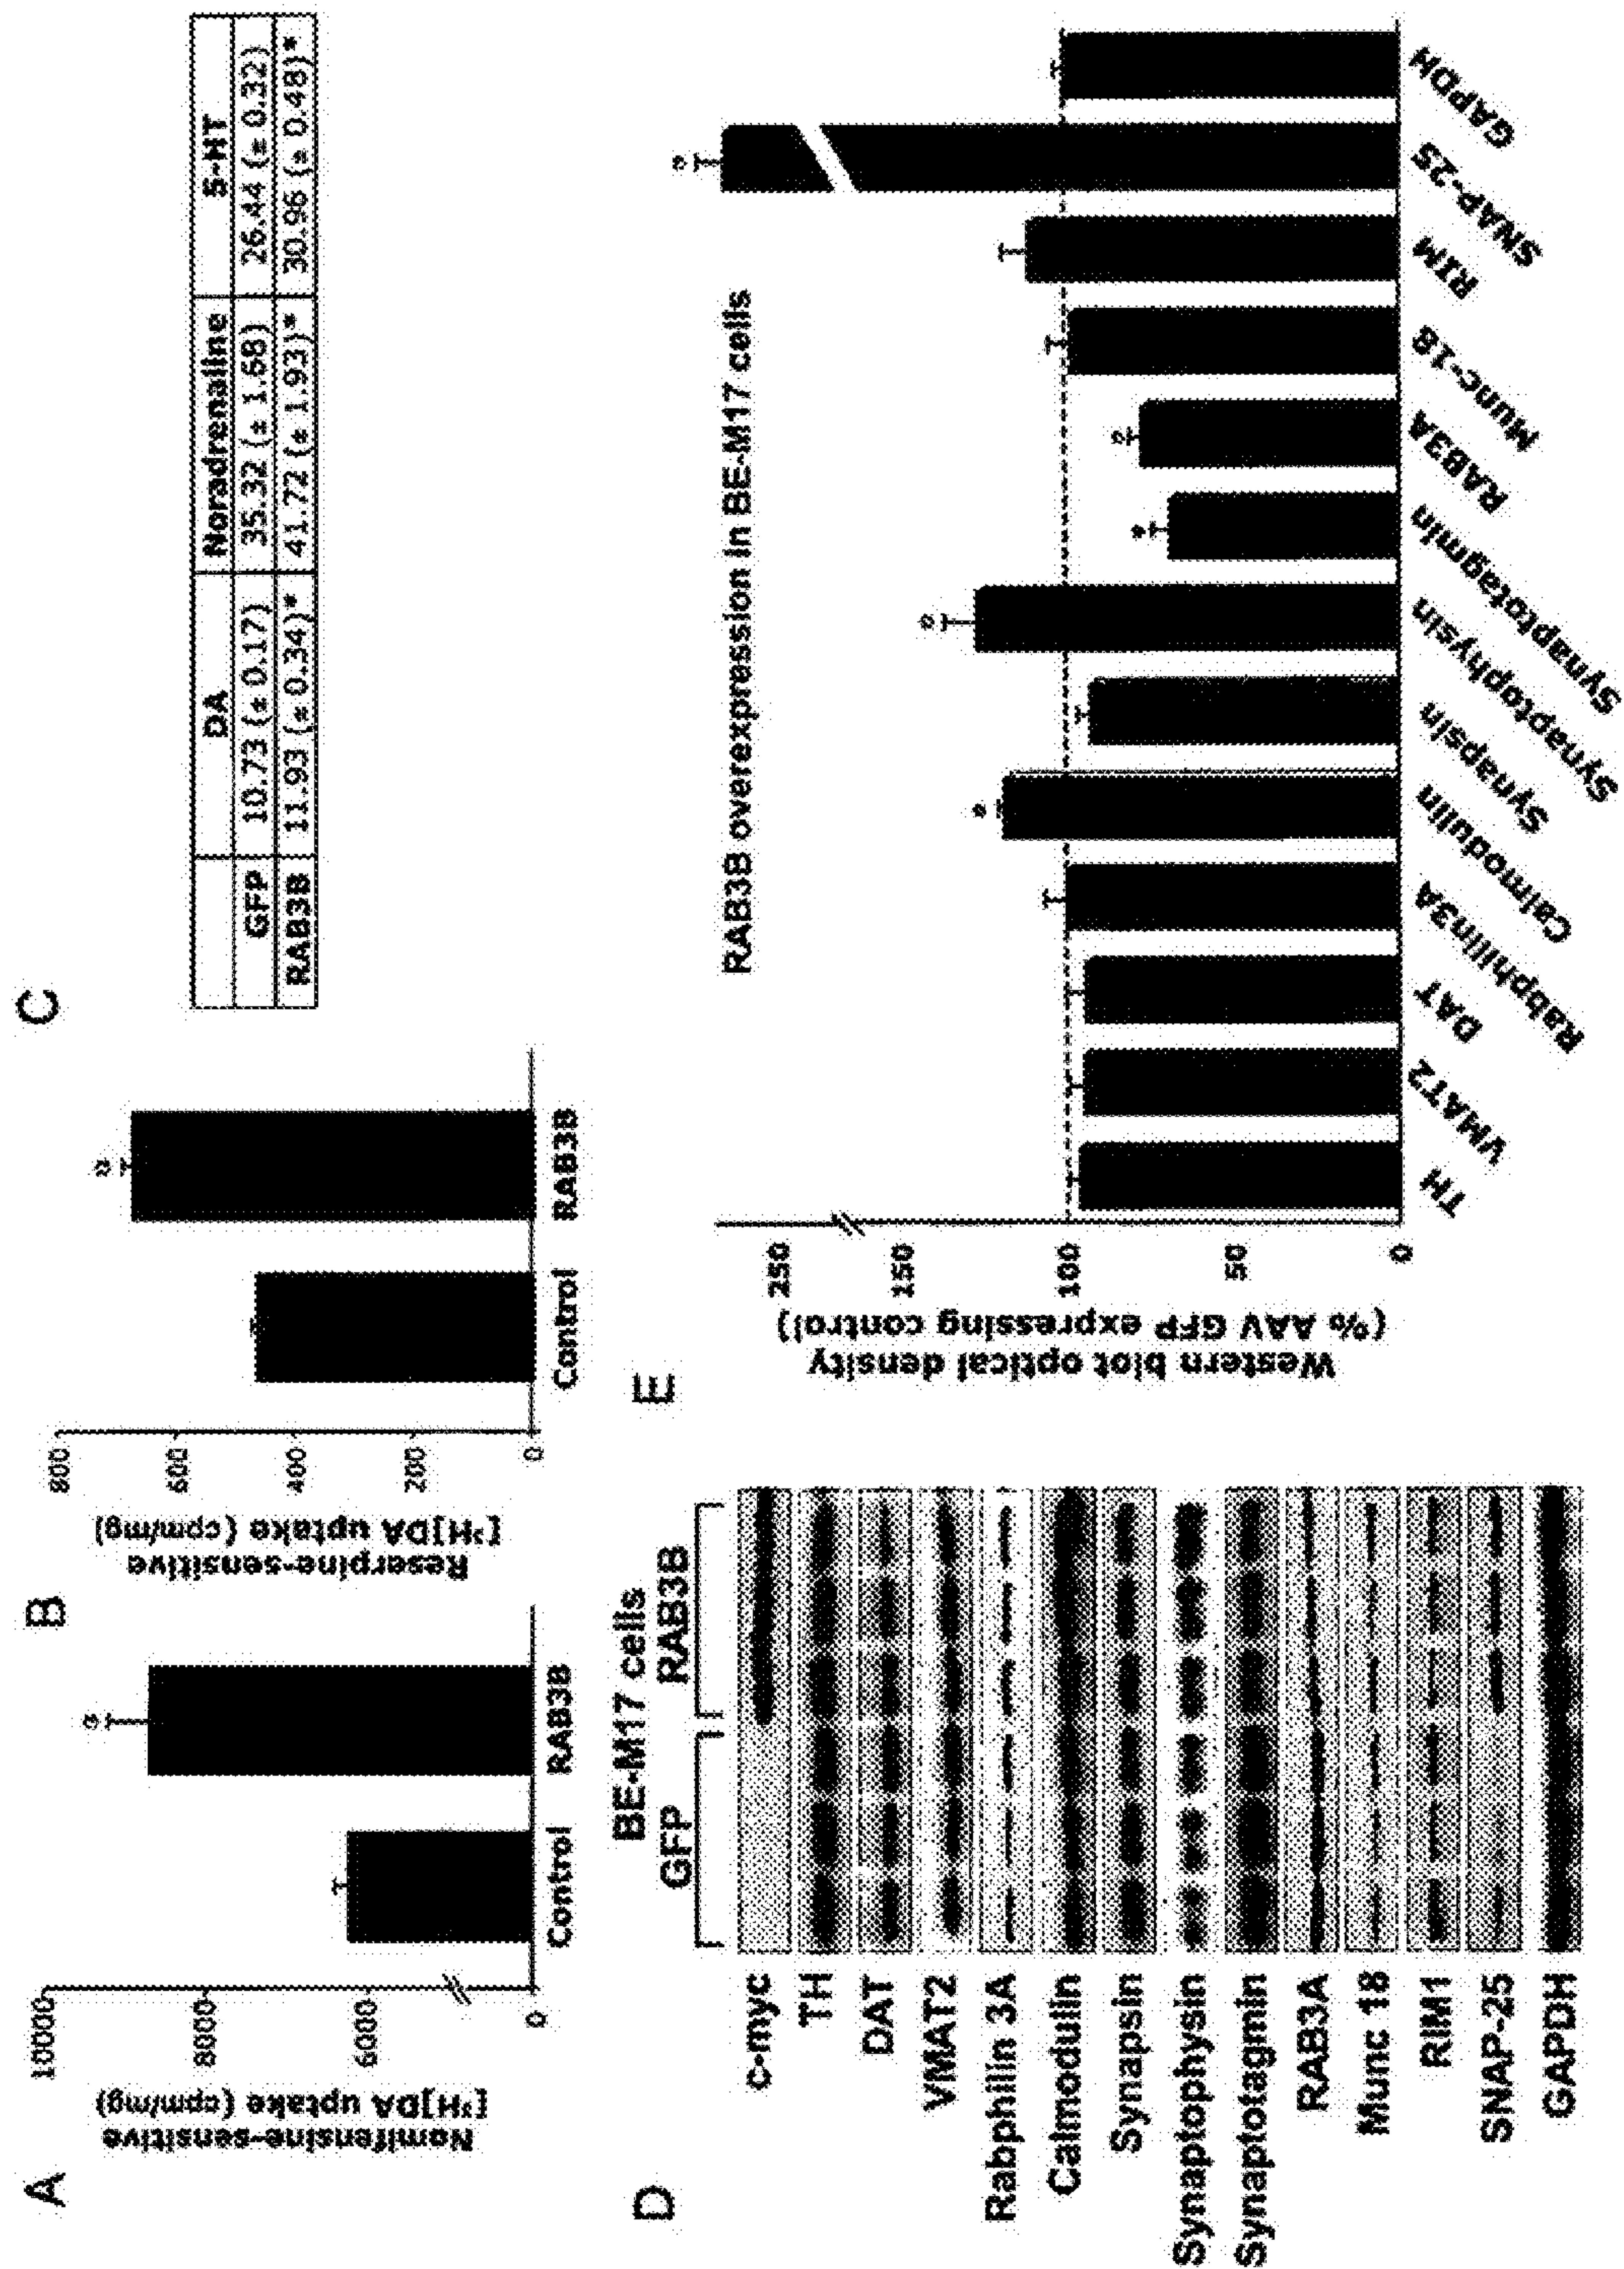 A
Nomifensine-sensitive
[³H]DA uptake (cpm/mg)
10000
8000
6000
0
Control
RAB3B
*
B
Reserpine-sensitive
[³H]DA uptake (cpm/mg)
800
600
400
200
0
Control
RAB3B
*
C
DA Noradrenaline 5-HT
GFP 10.73 (± 0.17) 35.32 (± 1.68) 26.44 (± 0.32)
RAB3B 11.93 (± 0.34)* 41.72 (± 1.93)* 30.96 (± 0.48)*
D
BE-M17 cells
GFP RAB3B
c-myc
TH
DAT
VMAT2
Rabphilin 3A
Calmodulin
Synapsin
Synaptophysin
Synaptotagmin
RAB3A
Munc 18
RIM1
SNAP-25
GAPDH
E
RAB3B overexpression in BE-M17 cells
Western blot optical density
(% AAV GFP expressing control)
250
150
100
50
0
* * * * *
TH
VMAT2
DAT
Rabphillin3A
Calmodulin
Synapsin
Synaptophysin
Synaptotagmin
RAB3A
Munc-18
RIM
SNAP-25
GAPDH